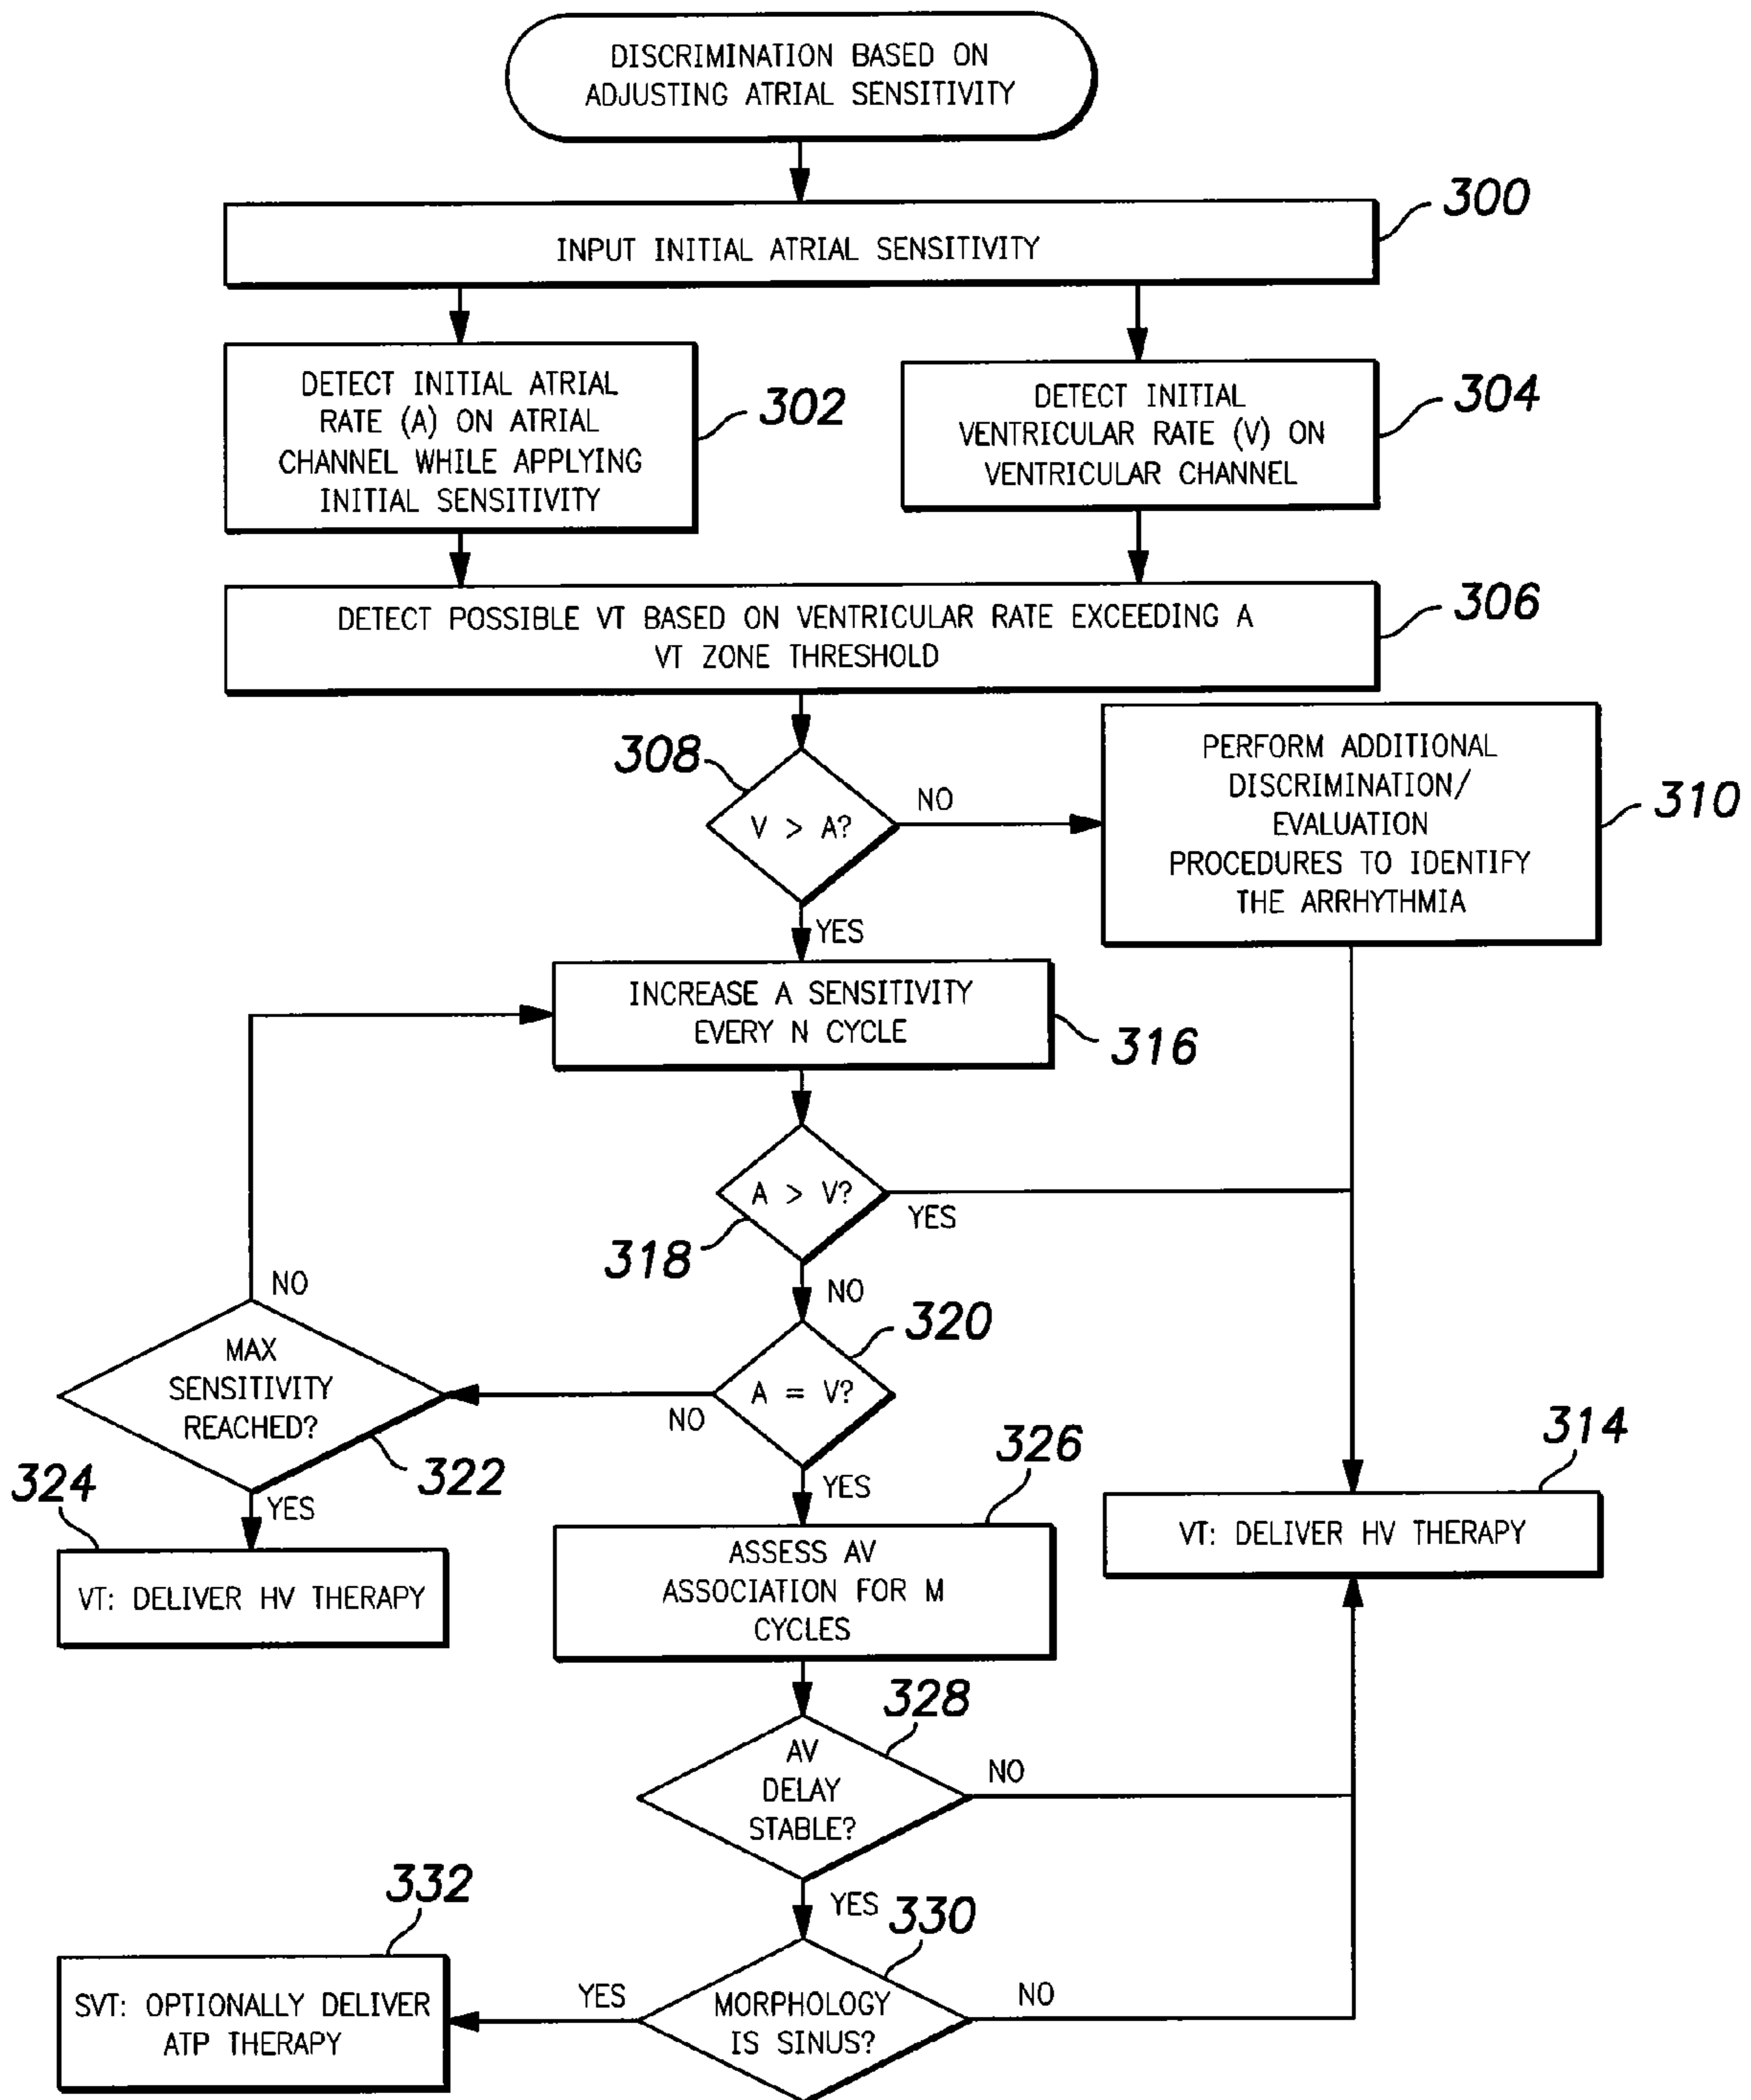 DISCRIMINATION BASED ON
ADJUSTING ATRIAL SENSITIVITY
300
INPUT INITIAL ATRIAL SENSITIVITY
DETECT INITIAL ATRIAL
RATE (A) ON ATRIAL
CHANNEL WHILE APPLYING
INITIAL SENSITIVITY
302
DETECT INITIAL
VENTRICULAR RATE (V) ON
VENTRICULAR CHANNEL
304
DETECT POSSIBLE VT BASED ON VENTRICULAR RATE EXCEEDING A
VT ZONE THRESHOLD
306
308
V > A?
NO
PERFORM ADDITIONAL
DISCRIMINATION/
EVALUATION
PROCEDURES TO IDENTIFY
THE ARRHYTHMIA
310
YES
INCREASE A SENSITIVITY
EVERY N CYCLE
316
A > V?
YES
318
NO
320
A = V?
NO
NO
MAX
SENSITIVITY
REACHED?
322
YES
324
VT: DELIVER HV THERAPY
YES
326
ASSESS AV
ASSOCIATION FOR M
CYCLES
314
VT: DELIVER HV THERAPY
328
AV
DELAY
STABLE?
NO
YES
330
MORPHOLOGY
IS SINUS?
NO
YES
332
SVT: OPTIONALLY DELIVER
ATP THERAPY